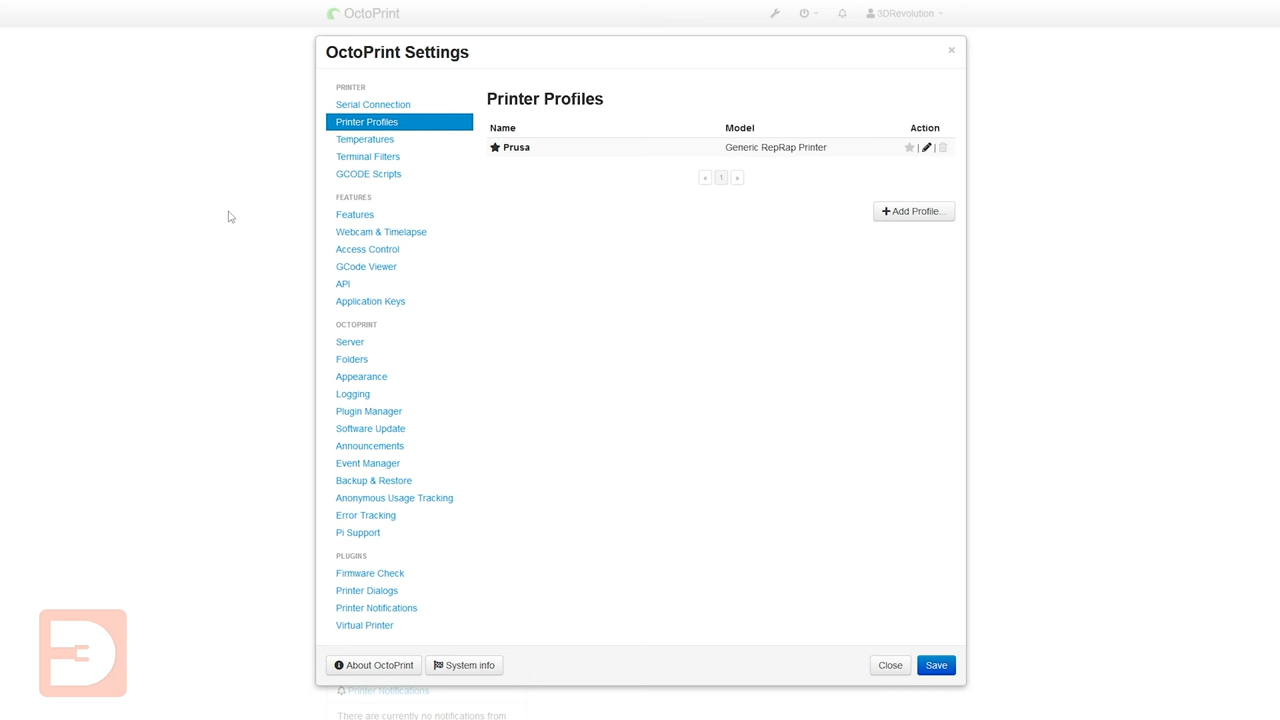 OctoPrint
3DRevolution
OctoPrint Settings
×
PRINTER
Serial Connection
Printer Profiles
Temperatures
Terminal Filters
GCODE Scripts
FEATURES
Features
Webcam & Timelapse
Access Control
GCode Viewer
API
Application Keys
OCTOPRINT
Server
Folders
Appearance
Logging
Plugin Manager
Software Update
Announcements
Event Manager
Backup & Restore
Anonymous Usage Tracking
Error Tracking
Pi Support
PLUGINS
Firmware Check
Printer Dialogs
Printer Notifications
Virtual Printer
Printer Profiles
Name Model Action
Prusa Generic RepRap Printer | |
« 1 »
Add Profile...
About OctoPrint System info Close Save
Printer Notifications
There are currently no notifications from